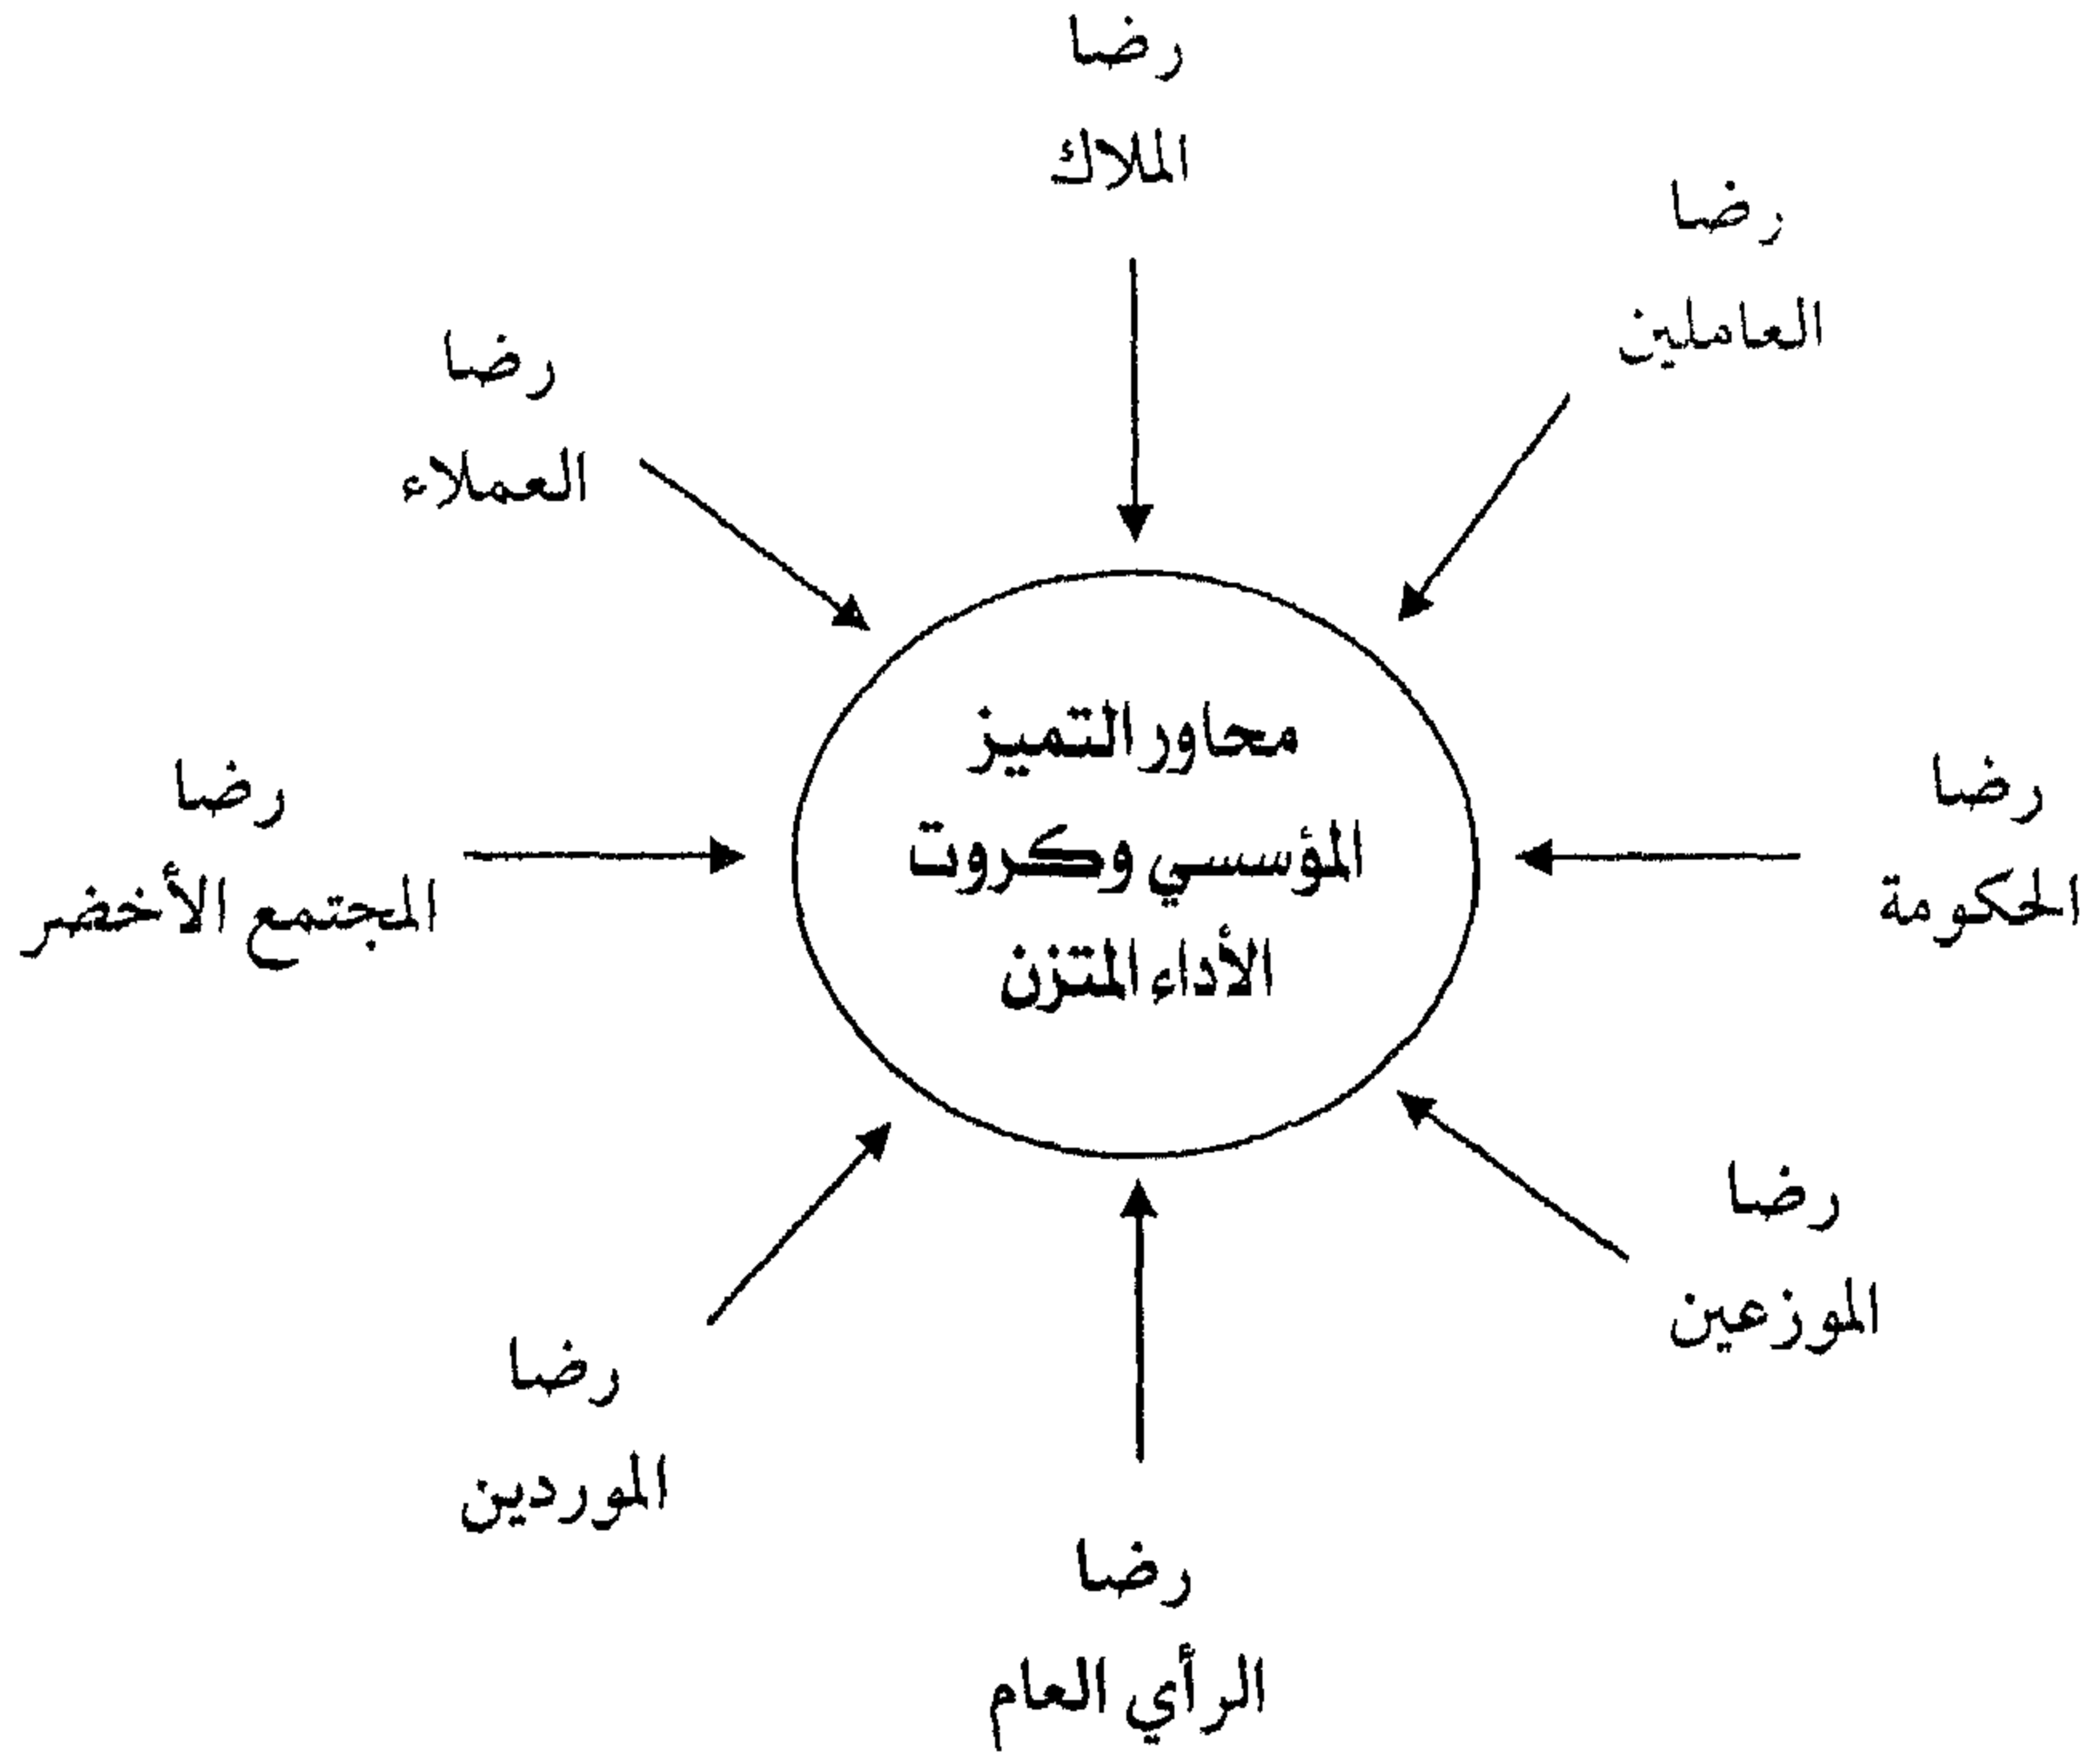 رضا
الملاك
رضا
العاملين
رضا
العملاء
محاور التميز
المؤسسي وكروت
الأداء المتزن
رضا
الحكومة
رضا
المجتمع الأخضر
رضا
الموزعين
رضا
الموردين
رضا
الرأي العام